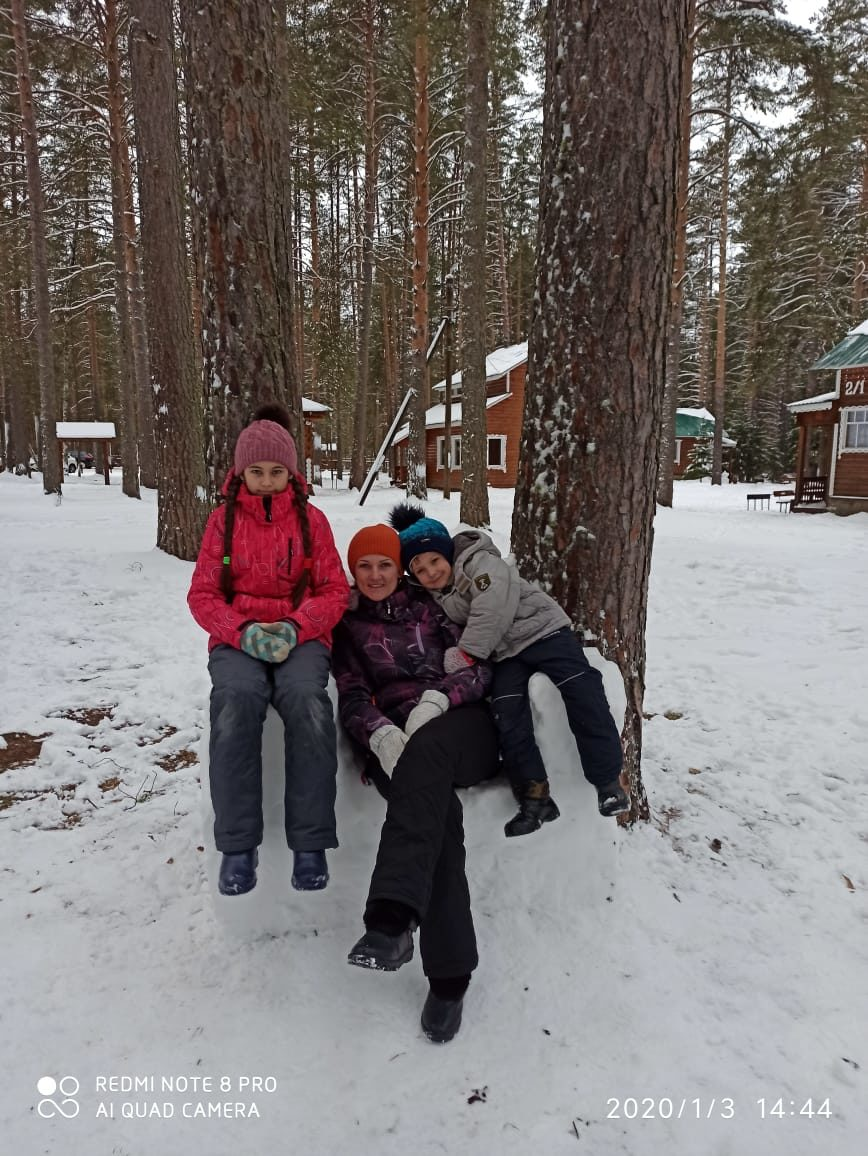 2/1
REDMI NOTE 8 PRO
AI QUAD CAMERA
2020/1/3 14:44